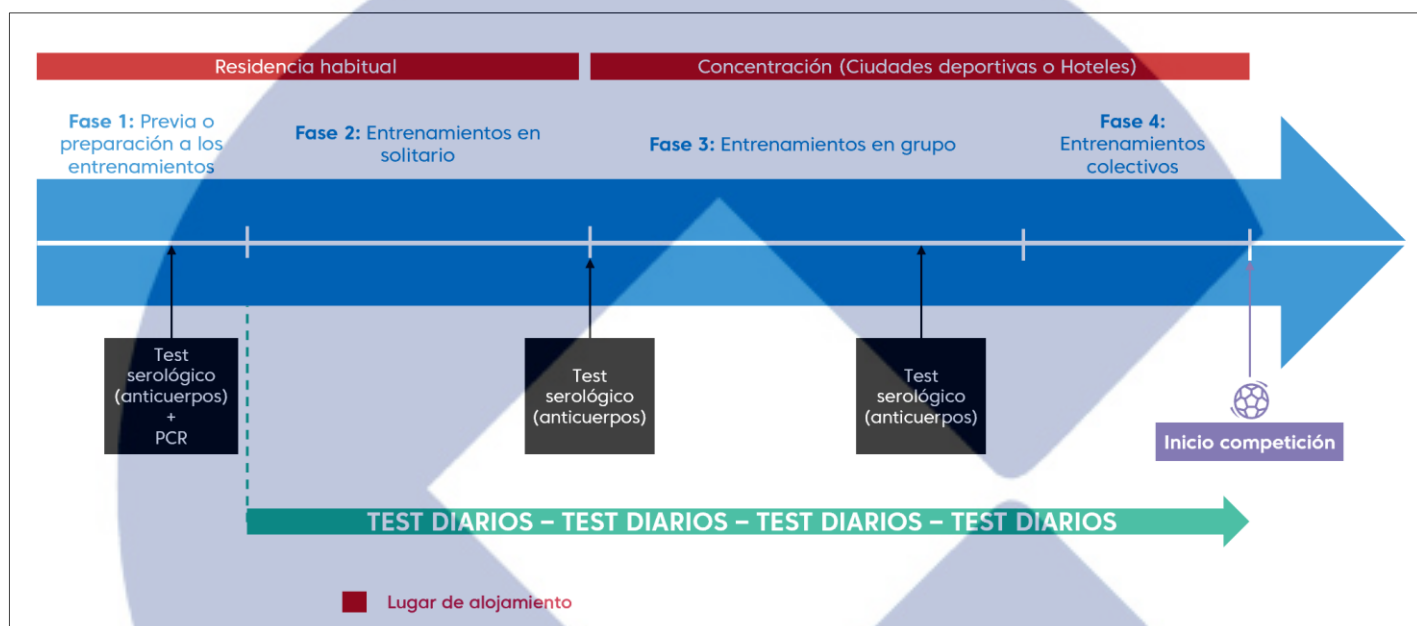 Residencia habitual
Concentración (Ciudades deportivas o Hoteles)
Fase 1: Previa o
preparación a los
entrenamientos
Fase 2: Entrenamientos en
solitario
Fase 3: Entrenamientos en grupo
Fase 4:
Entrenamientos
colectivos
Test
serológico
(anticuerpos)
+
PCR
Test
serológico
(anticuerpos)
Test
serológico
(anticuerpos)
Inicio competición
TEST DIARIOS – TEST DIARIOS – TEST DIARIOS – TEST DIARIOS
Lugar de alojamiento